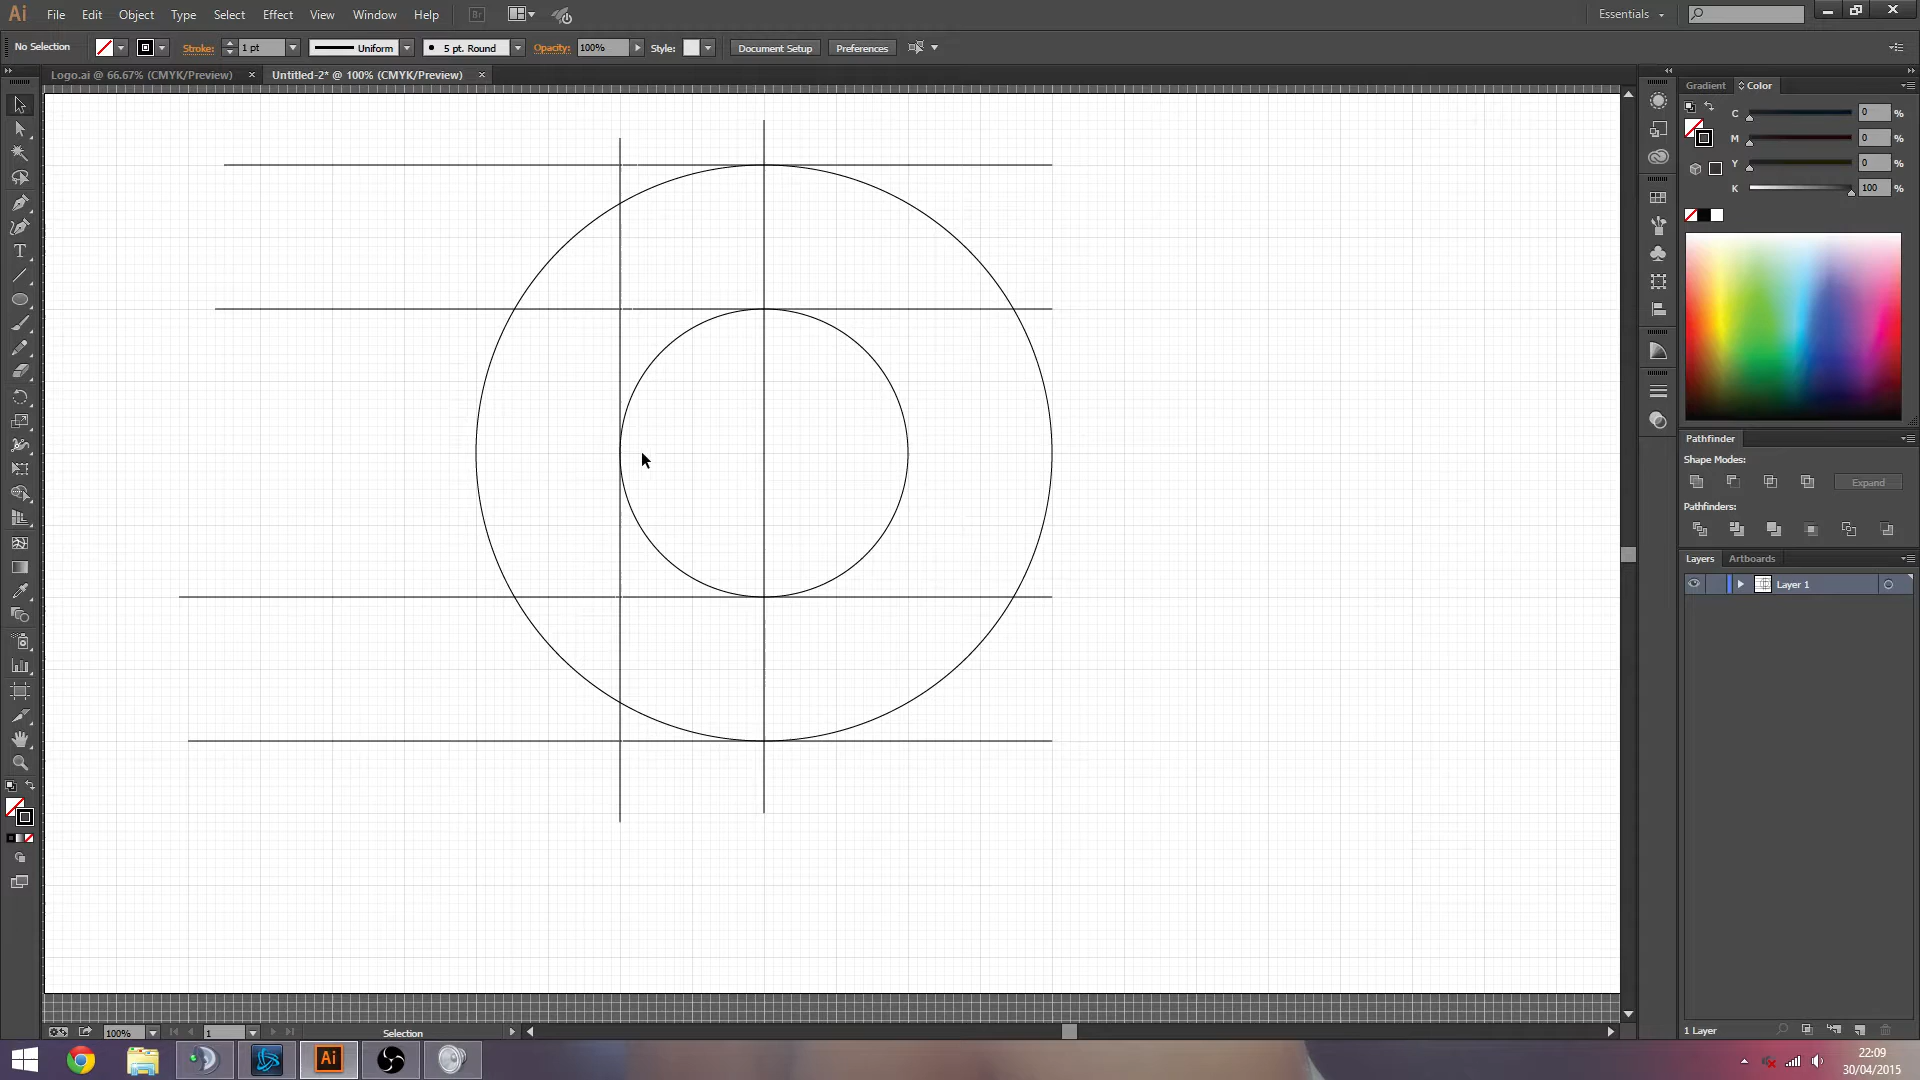 Ai File Edit Object Type Select Effect View Window Help Br Essentials
No Selection Stroke: 1 pt Uniform 5 pt. Round Opacity: 100% Style: Document Setup Preferences
Logo.ai @ 66.67% (CMYK/Preview) × Untitled-2* @ 100% (CMYK/Preview) ×
Gradient Color
C 0 %
M 0 %
Y 0 %
K 100 %
T
Pathfinder
Shape Modes:
Expand
Pathfinders:
Layers Artboards
Layer 1
1 Layer
100% 1 Selection
Ai
22:09
30/04/2015